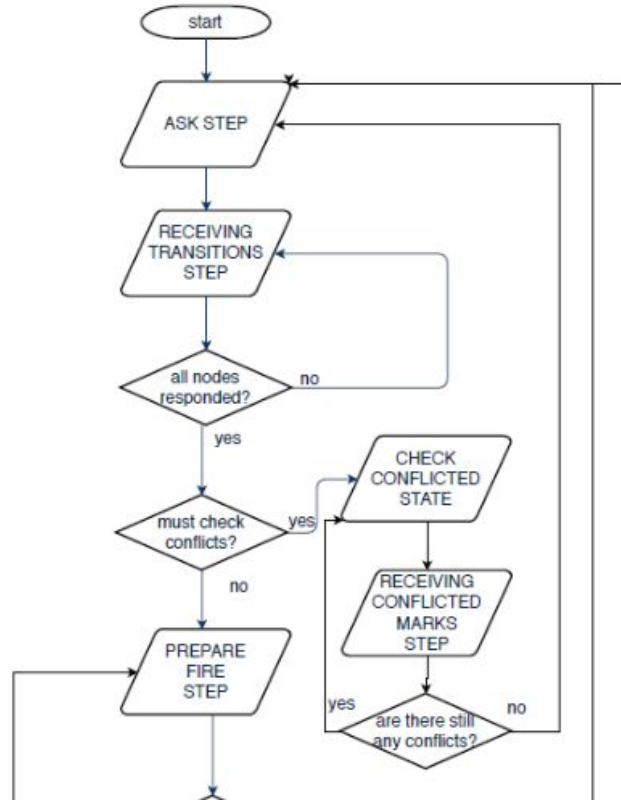 start
ASK STEP
RECEIVING
TRANSITIONS
STEP
all nodes
responded?
no
yes
CHECK
CONFLICTED
STATE
must check
conflicts?
yes
no
RECEIVING
CONFLICTED
MARKS
STEP
PREPARE
FIRE
STEP
yes
are there still
any conflicts?
no